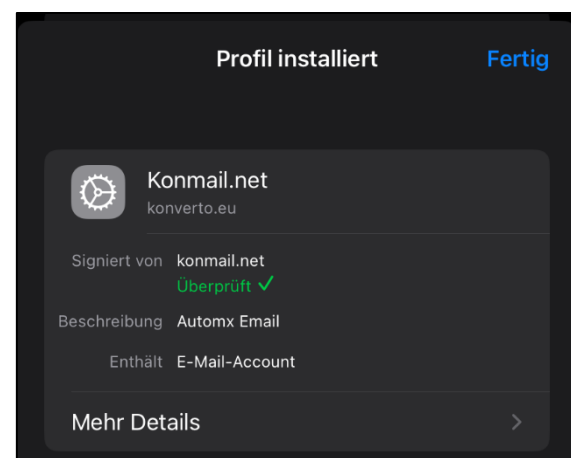 Profil installiert
Fertig
Konmail.net
konverto.eu
Signiert von konmail.net
Überprüft ✓
Beschreibung Automx Email
Enthält E-Mail-Account
Mehr Details